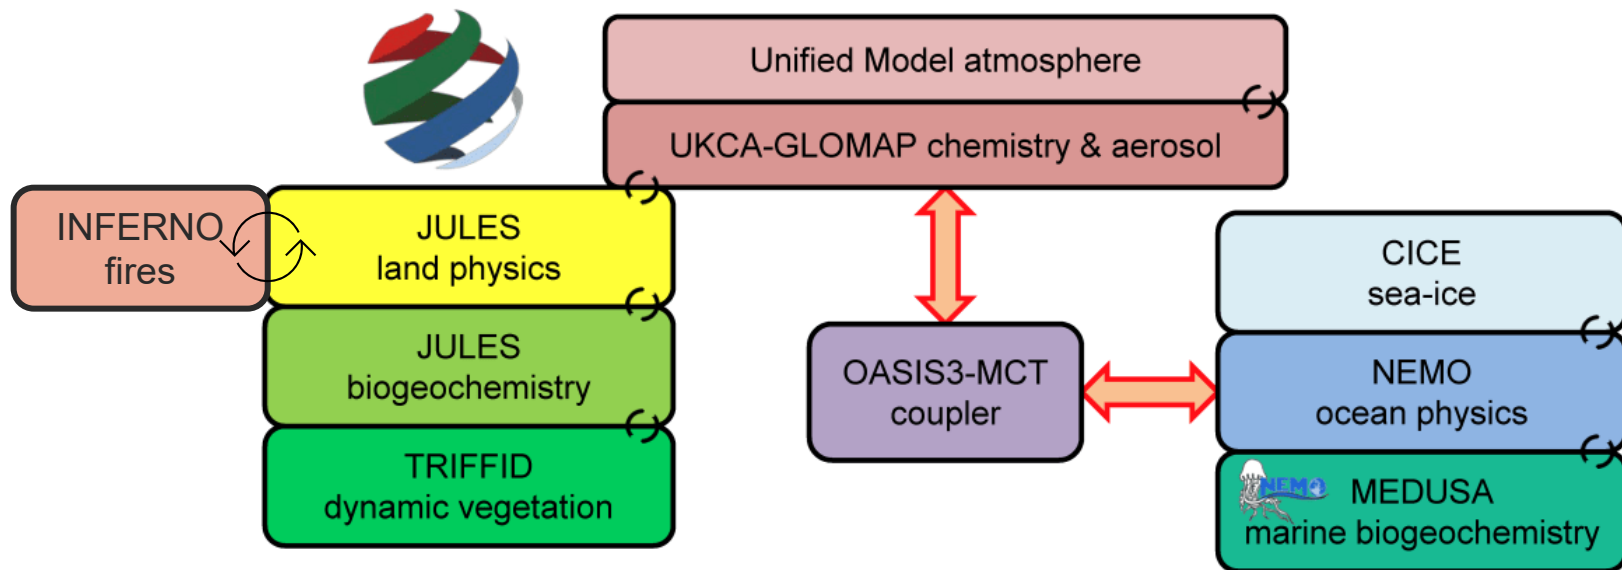 Unified Model atmosphere
UKCA-GLOMAP chemistry & aerosol
INFERNO
fires
JULES
land physics
JULES
biogeochemistry
TRIFFID
dynamic vegetation
OASIS3-MCT
coupler
CICE
sea-ice
NEMO
ocean physics
NEMO
MEDUSA
marine biogeochemistry